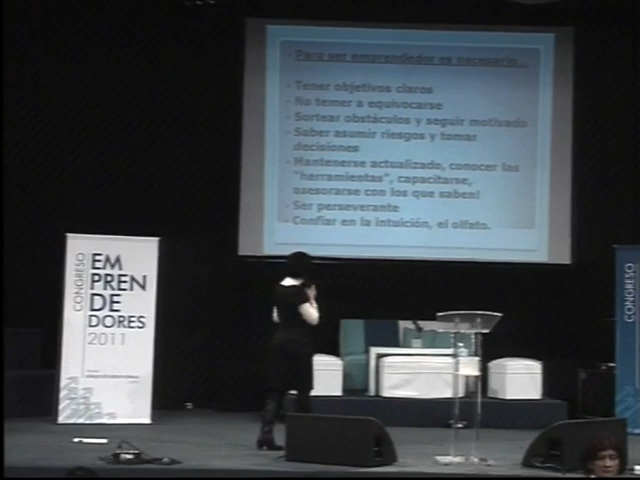 - Para ser emprendedor es necesario...
- Tener objetivos claros
- No temer a equivocarse
- Sortear obstáculos y seguir motivado
- Saber asumir riesgos y tomar
decisiones
- Mantenerse actualizado, conocer las
"herramientas", capacitarse,
asesorarse con los que saben!
- Ser perseverante
- Confiar en la intuición, el olfato.
CONGRESO
EM
PREN
DE
DORES
2011
CONGRESO